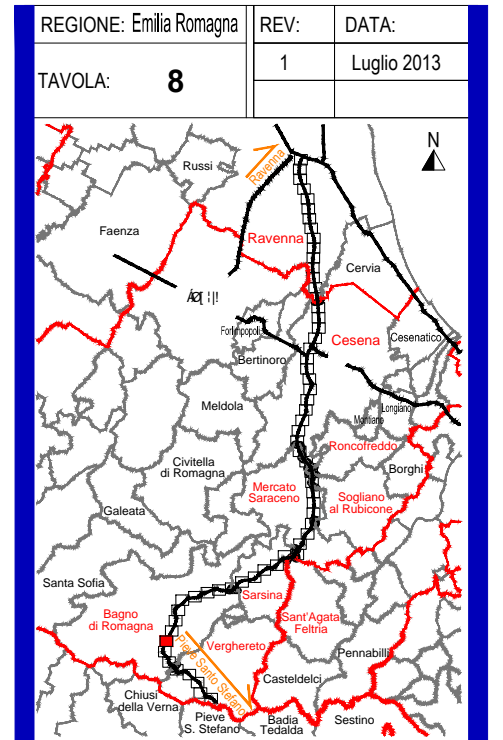 REGIONE: Emilia Romagna
REV:
DATA:
TAVOLA:
8
1
Luglio 2013
N
Russi
Ravenna
Faenza
Ravenna
Cervia
Forlimpopoli
Cesena
Cesenatico
Bertinoro
Meldola
Longiano
Montiano
Roncofreddo
Civitella
di Romagna
Borghi
Mercato
Saraceno
Sogliano
al Rubicone
Galeata
Santa Sofia
Sarsina
Bagno
di Romagna
Sant'Agata
Feltria
Verghereto
Pieve Santo Stefano
Pennabilli
Casteldelci
Chiusi
della Verna
Pieve
S. Stefano
Badia
Tedalda
Sestino